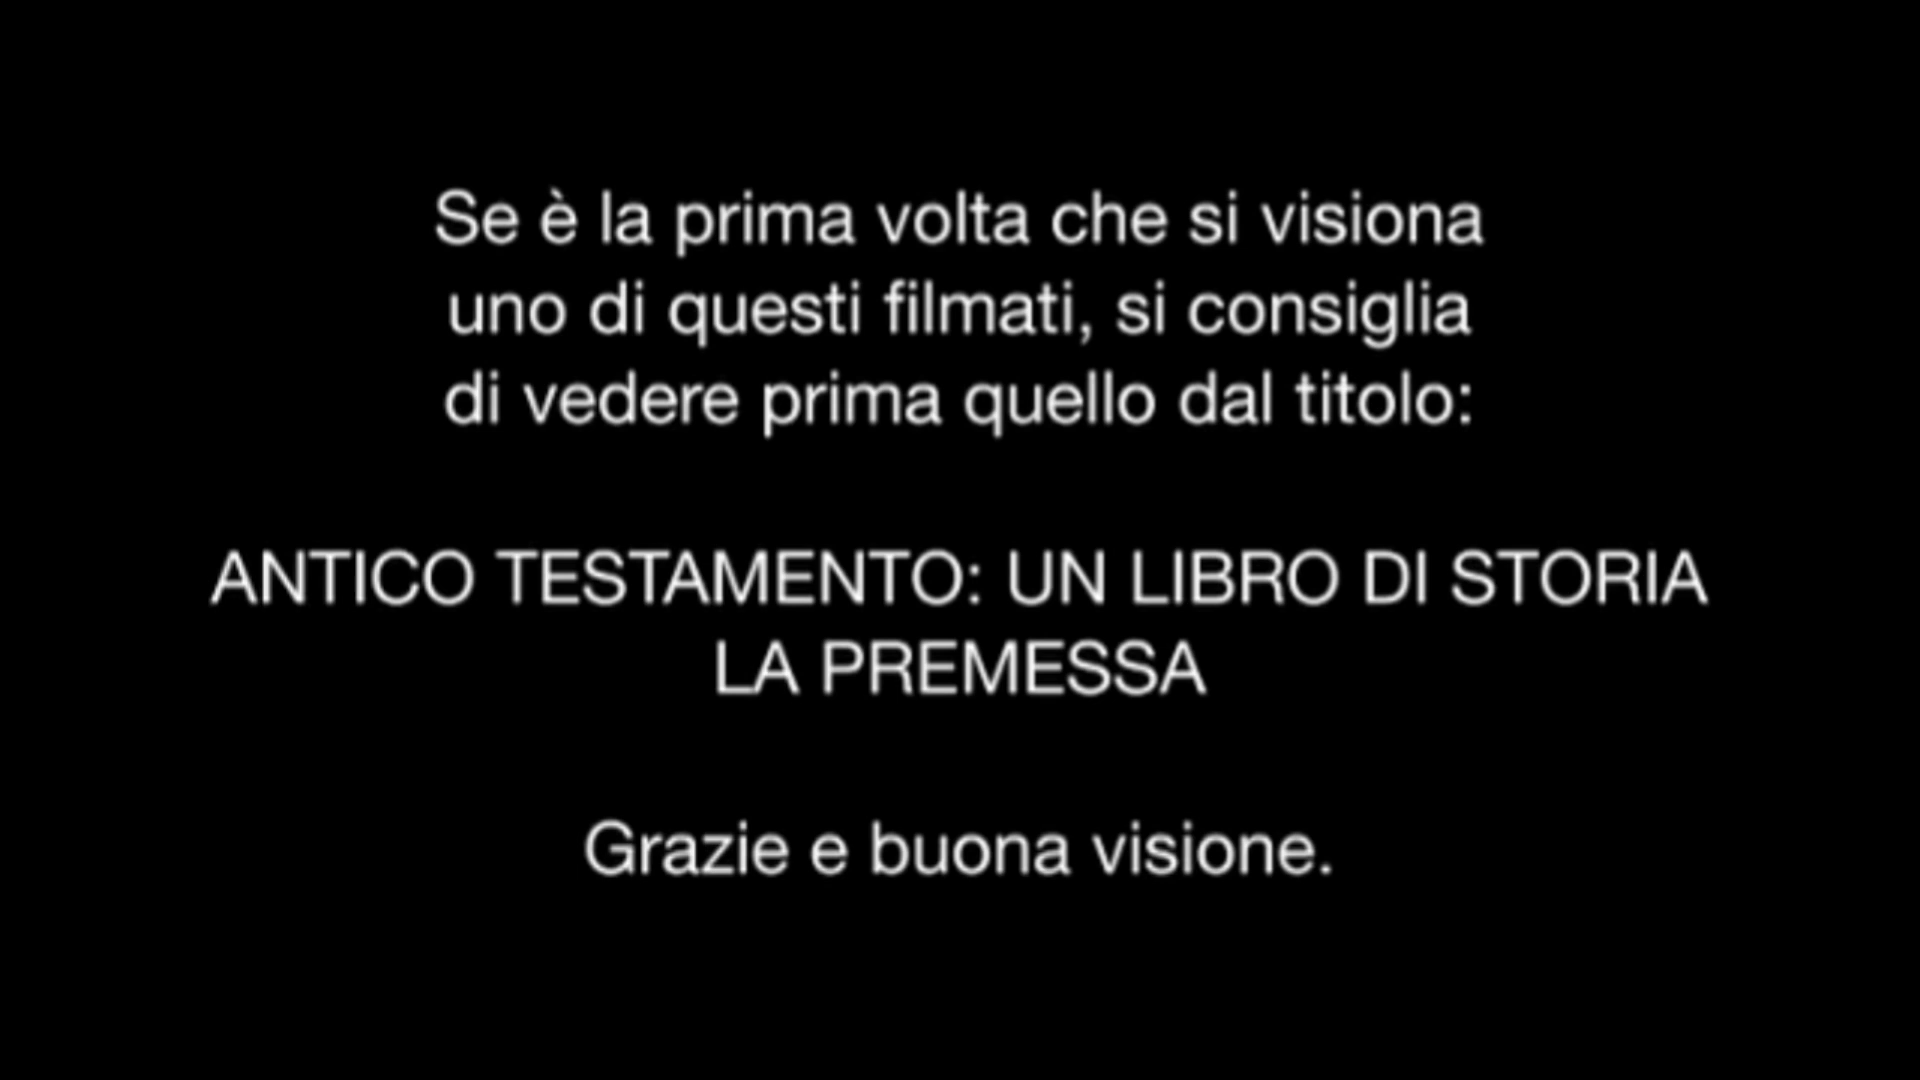 Se è la prima volta che si visiona
uno di questi filmati, si consiglia
di vedere prima quello dal titolo:
ANTICO TESTAMENTO: UN LIBRO DI STORIA
LA PREMESSA
Grazie e buona visione.